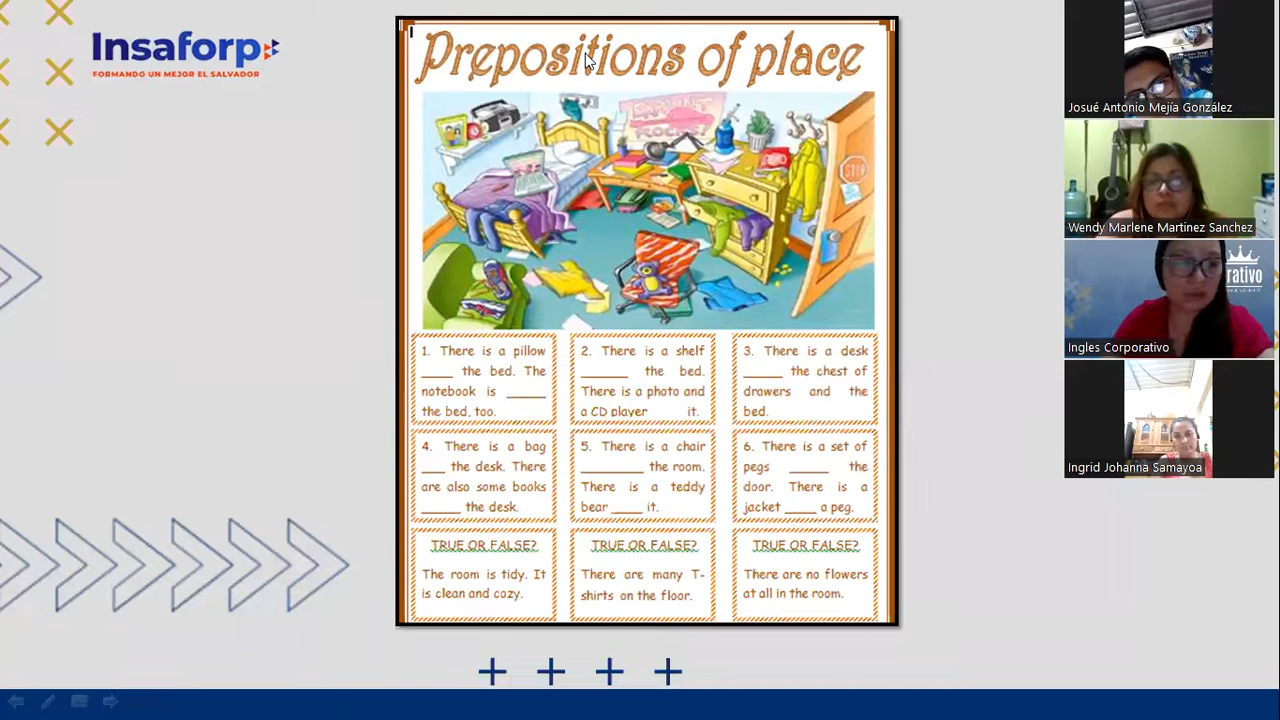 Insaforp
FORMANDO UN MEJOR EL SALVADOR
Prepositions of place
ROCKS!
STOP
1. There is a pillow
____ the bed. The
notebook is _____
the bed, too.
2. There is a shelf
______ the bed.
There is a photo and
a CD player it.
3. There is a desk
_____ the chest of
drawers and the
bed.
4. There is a bag
___ the desk. There
are also some books
_____ the desk.
5. There is a chair
________ the room.
There is a teddy
bear ____ it.
6. There is a set of
pegs _____ the
door. There is a
jacket ____ a peg.
TRUE OR FALSE?
The room is tidy. It
is clean and cozy.
TRUE OR FALSE?
There are many T-
shirts on the floor.
TRUE OR FALSE?
There are no flowers
at all in the room.
Josué Antonio Mejía González
Wendy Marlene Martinez Sanchez
rativo
Ingles Corporativo
Ingrid Johanna Samayoa